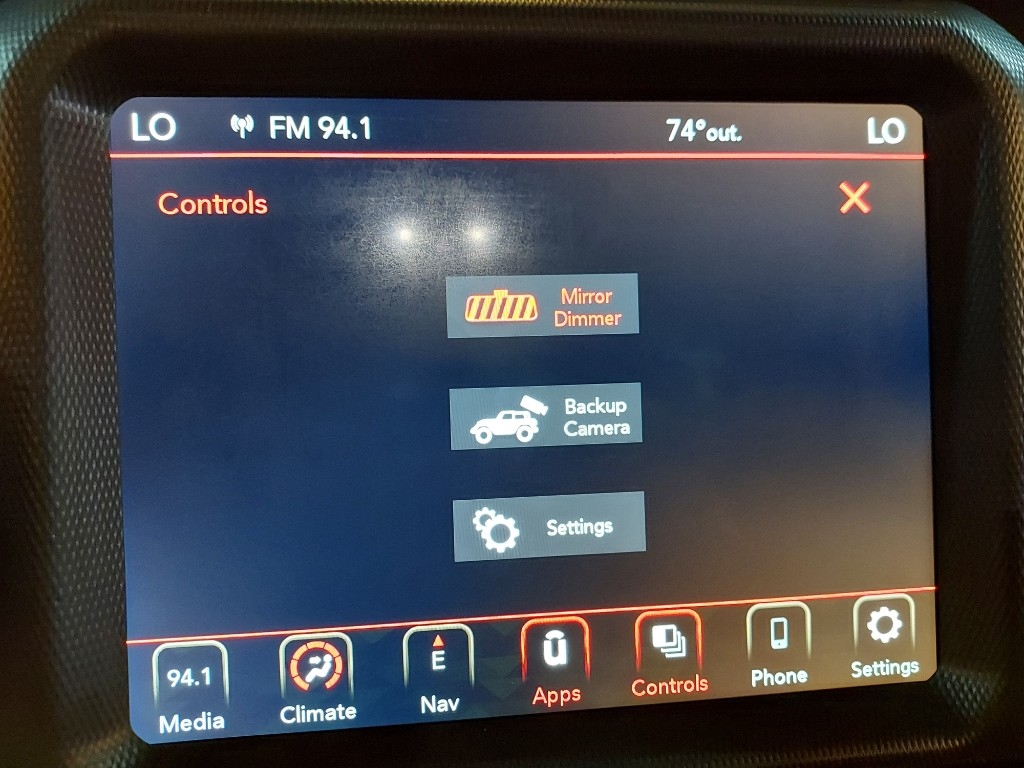 LO FM 94.1 74°out. LO
Controls
Mirror
Dimmer
Backup
Camera
Settings
94.1 E
Media Climate Nav Apps Controls Phone Settings